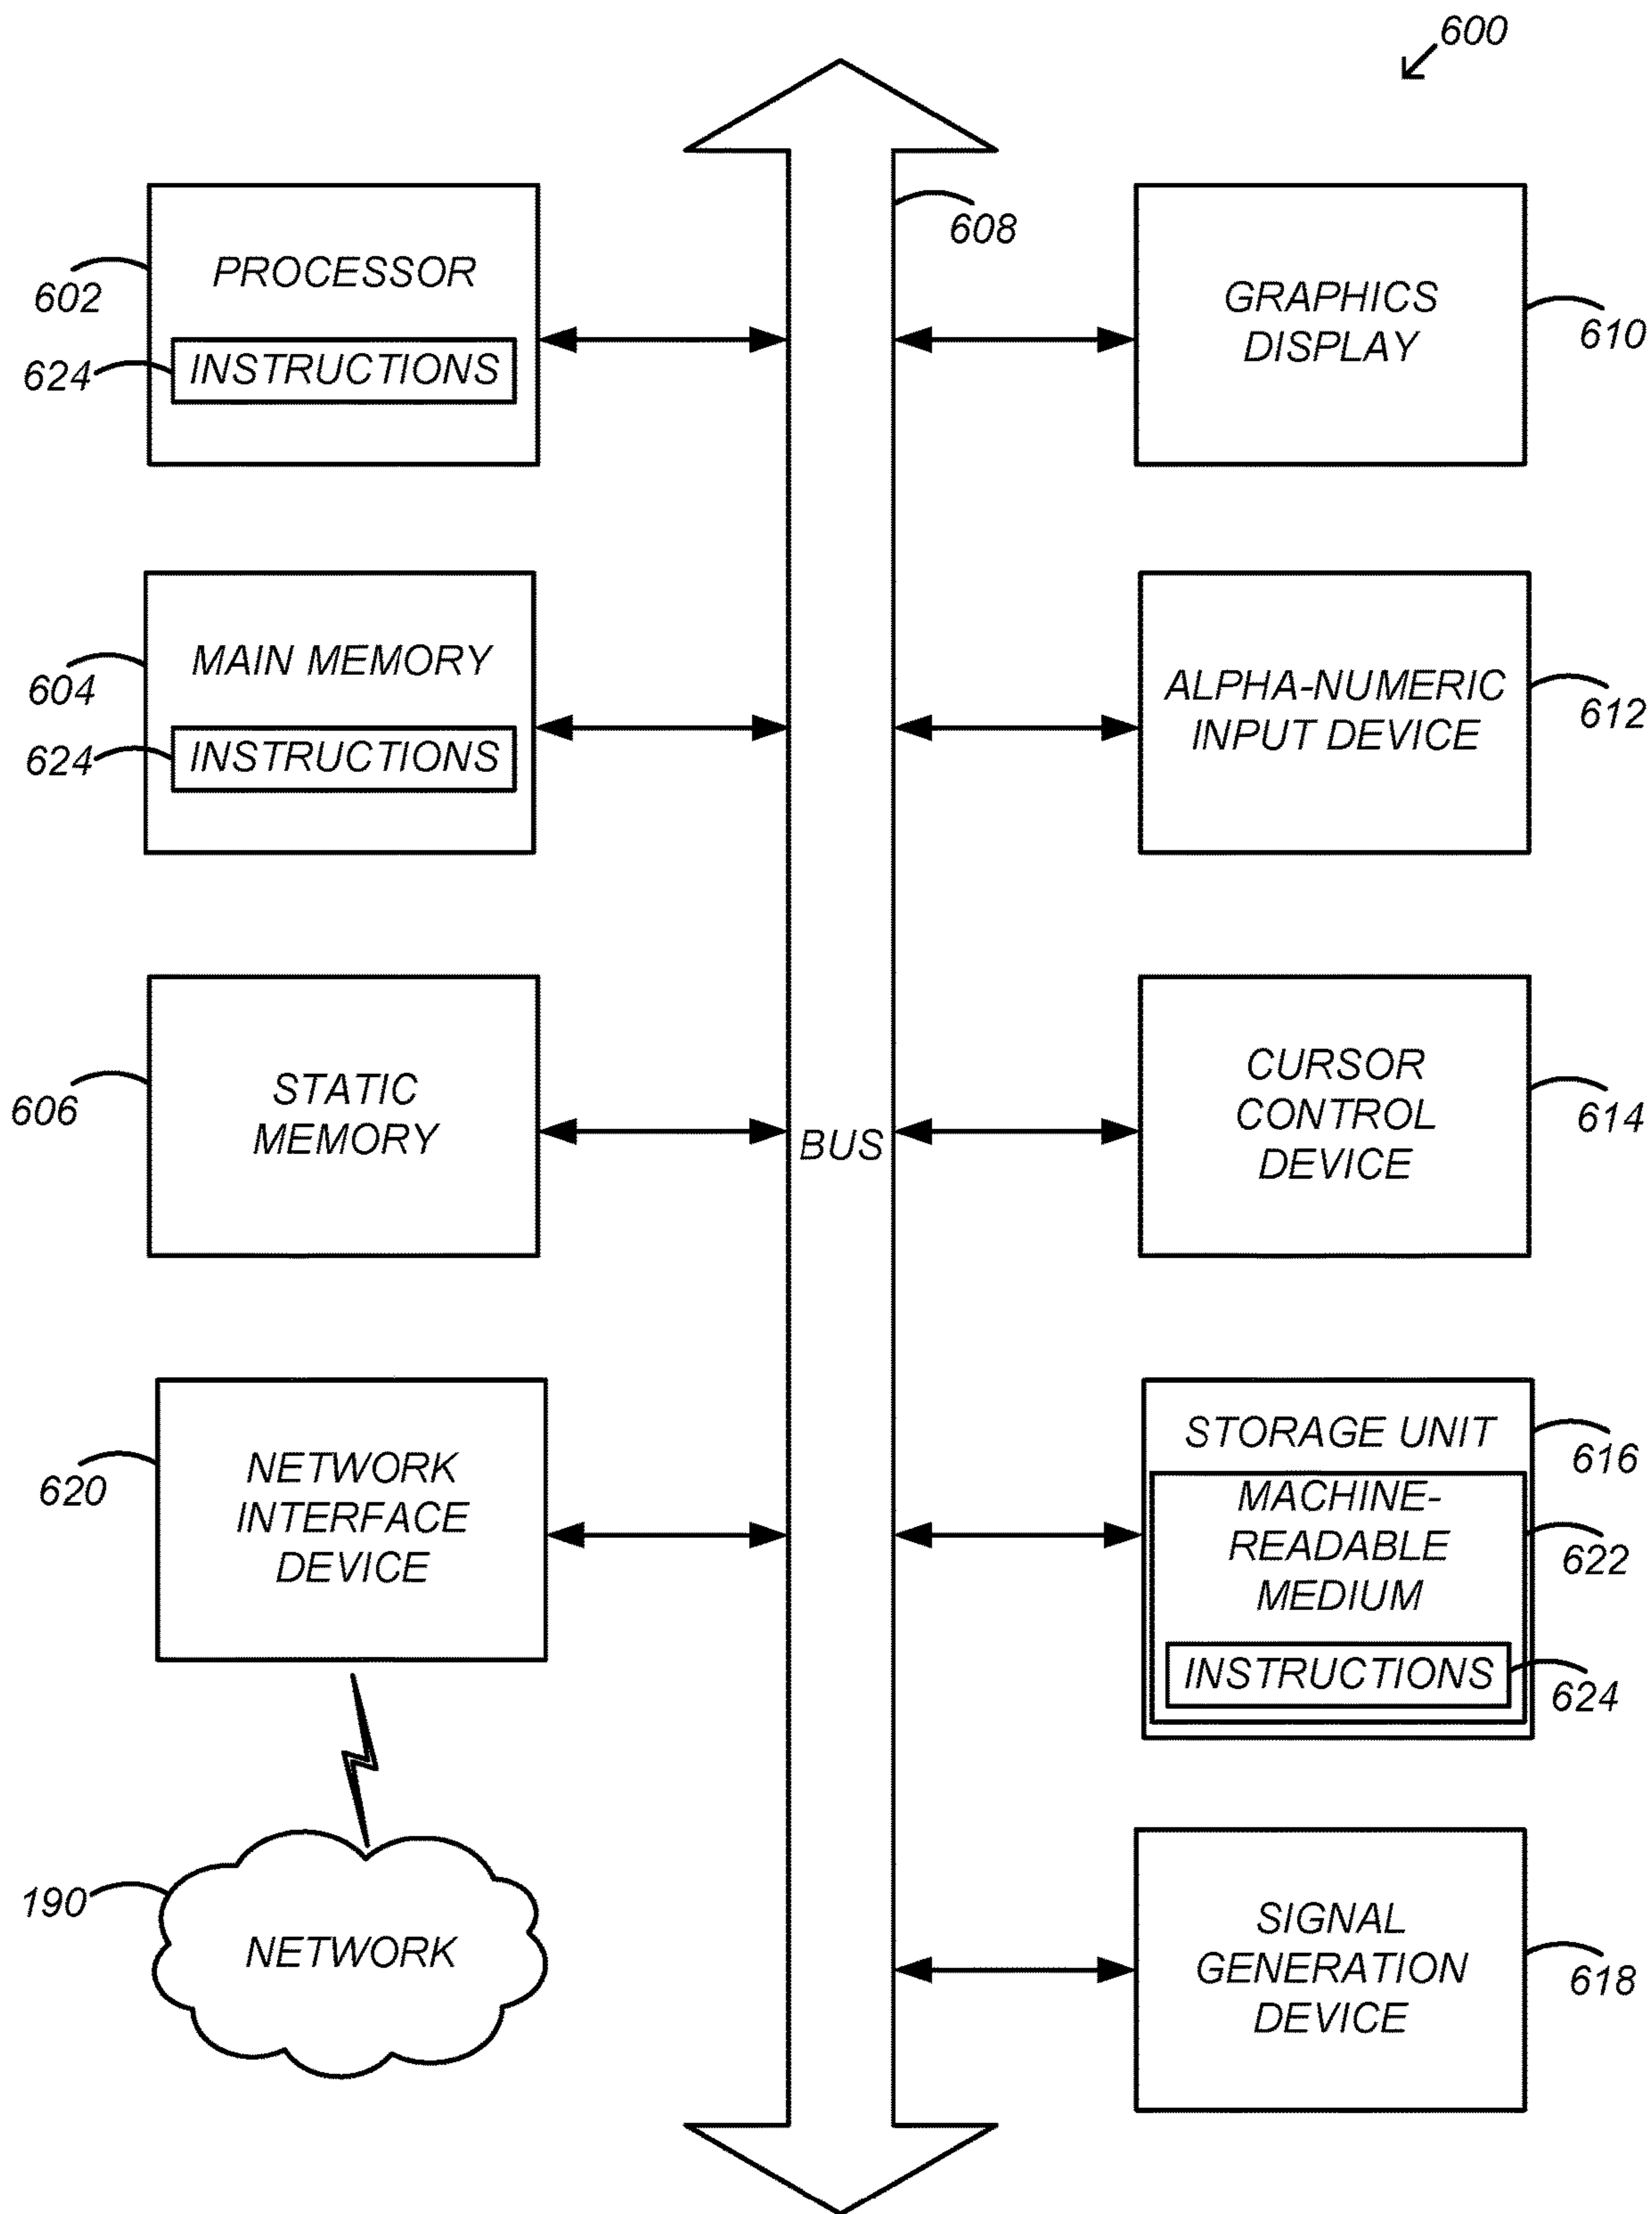 600
608
PROCESSOR
602
INSTRUCTIONS
624
GRAPHICS
DISPLAY
610
MAIN MEMORY
604
INSTRUCTIONS
624
ALPHA-NUMERIC
INPUT DEVICE
612
STATIC
MEMORY
606
BUS
CURSOR
CONTROL
DEVICE
614
NETWORK
INTERFACE
DEVICE
620
STORAGE UNIT
616
MACHINE-
READABLE
MEDIUM
622
INSTRUCTIONS
624
190
NETWORK
SIGNAL
GENERATION
DEVICE
618